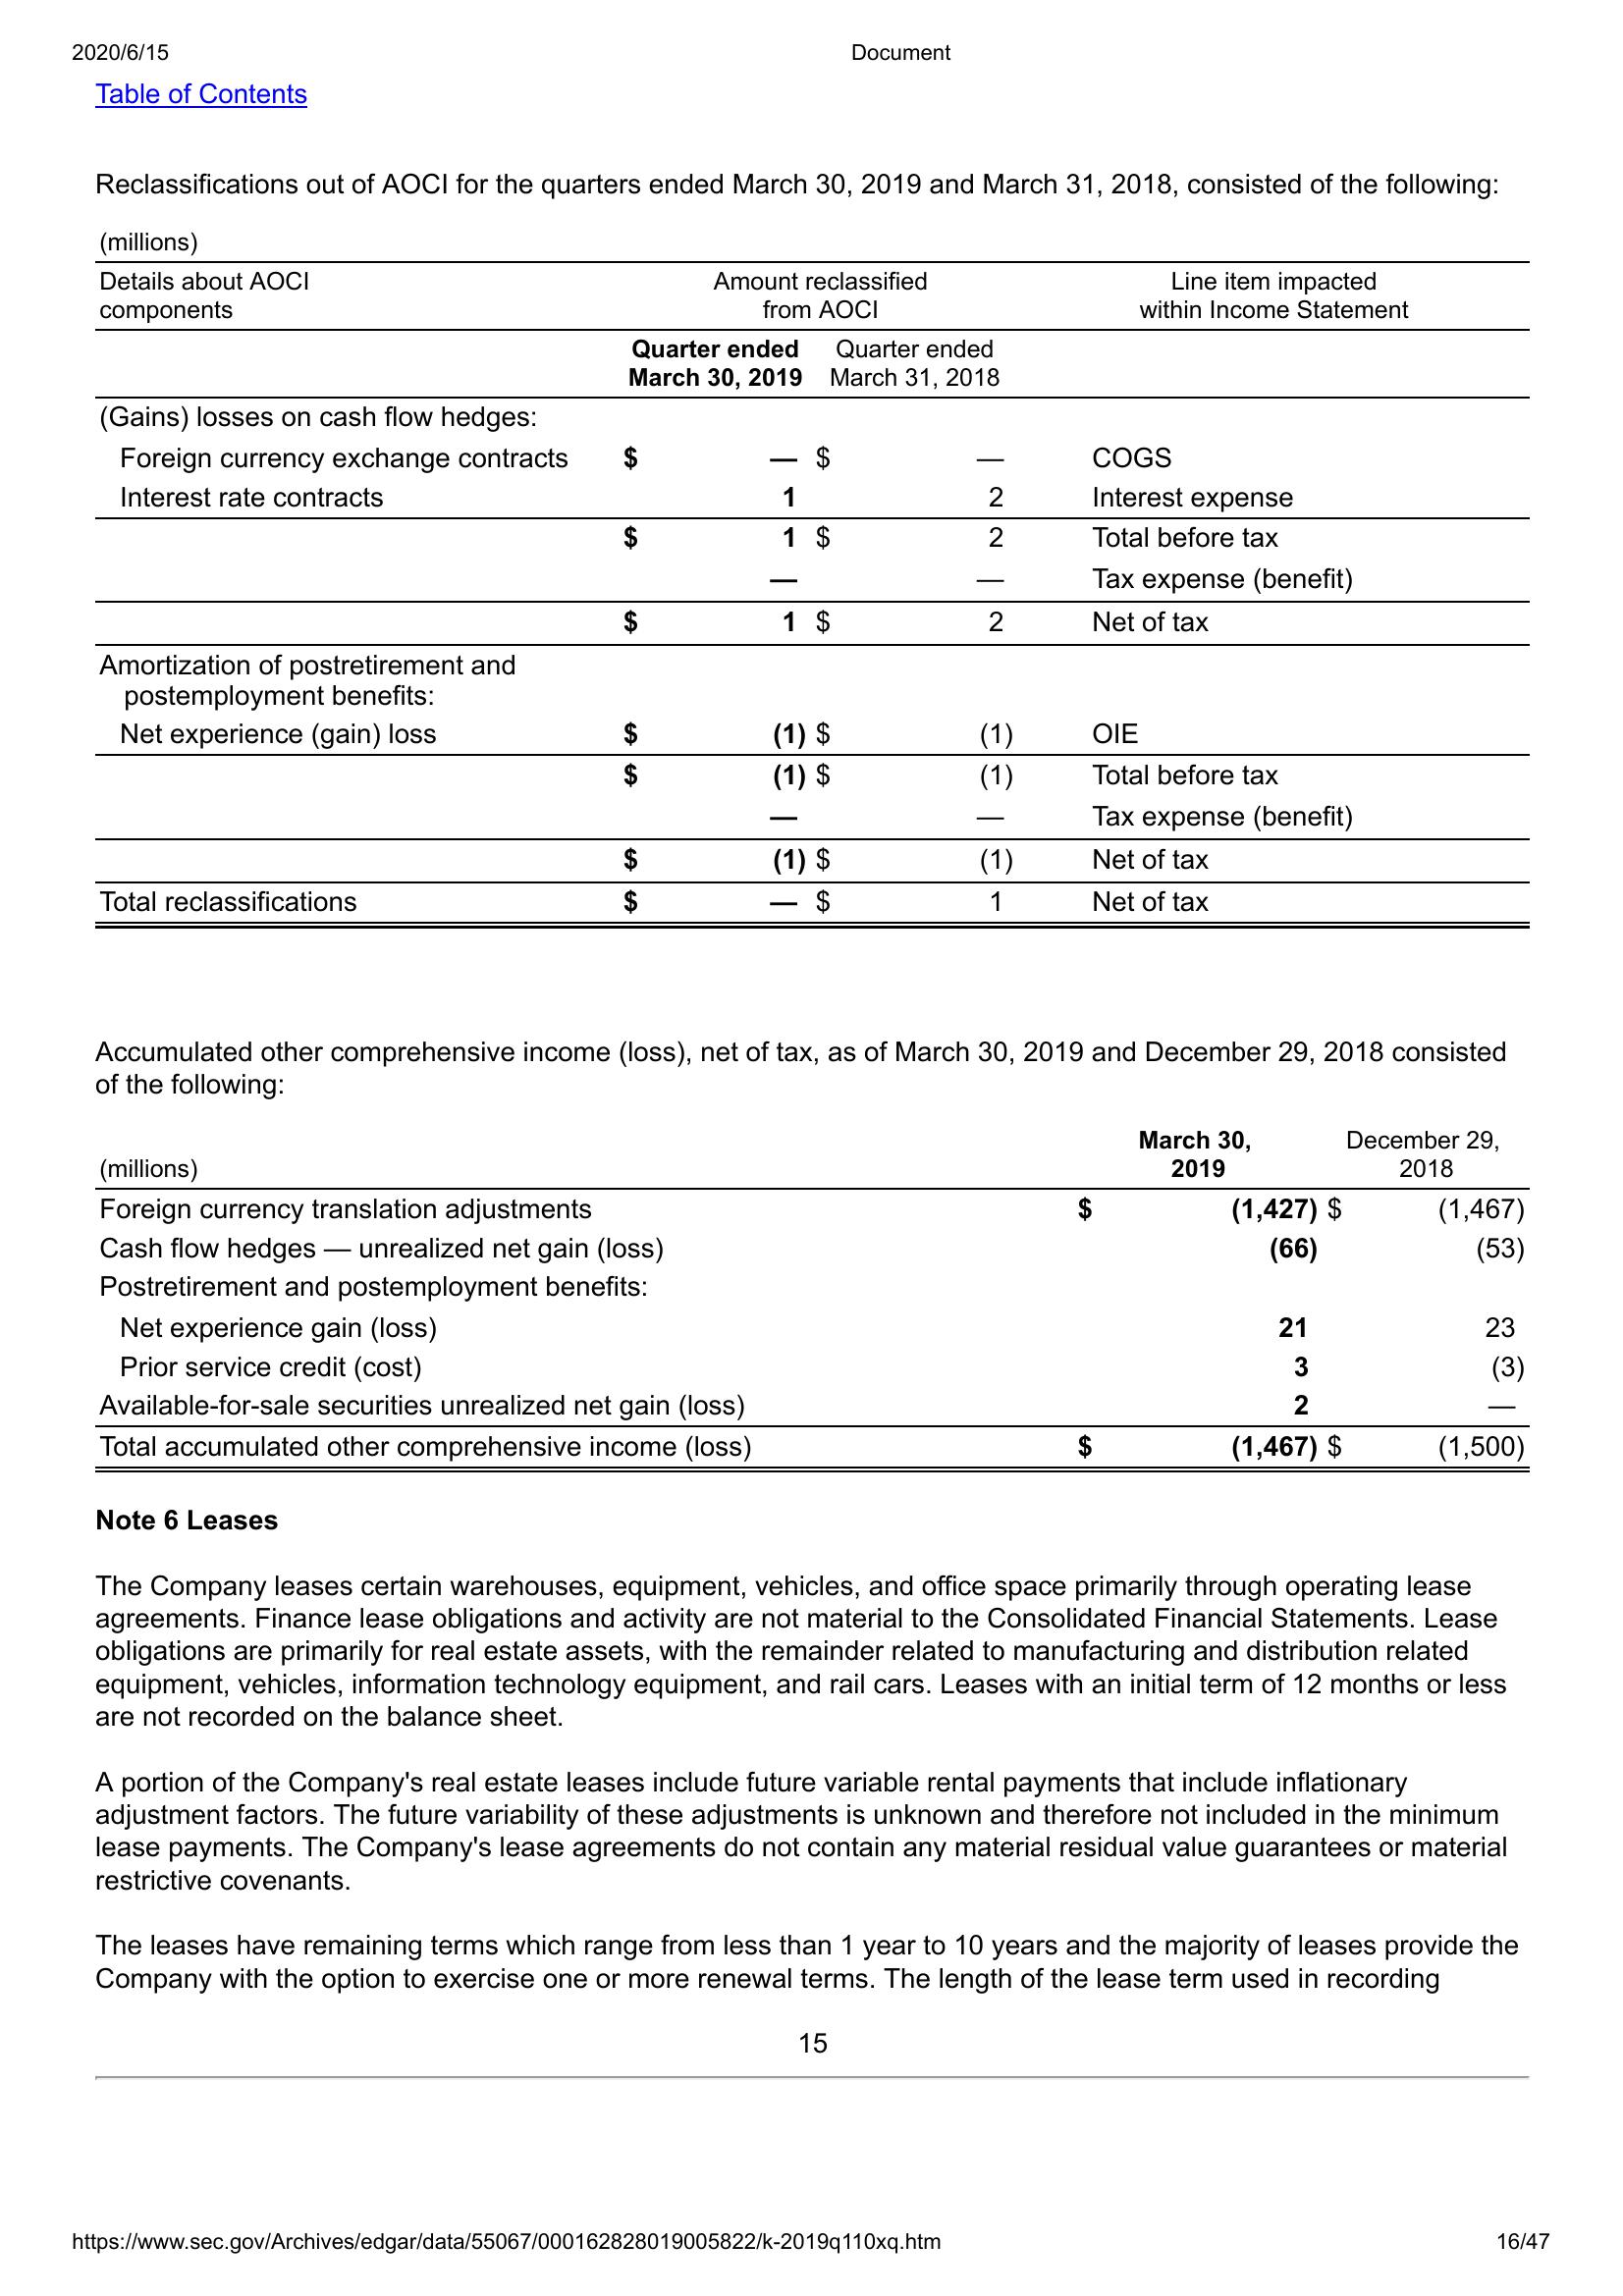 2020/6/15 Document
Table of Contents
Reclassifications out of AOCI for the quarters ended March 30, 2019 and March 31, 2018, consisted of the following:
(millions)
Details about AOCI Amount reclassified Line item impacted
components from AOCI within Income Statement
Quarter ended Quarter ended
March 30, 2019 March 31, 2018
(Gains) losses on cash flow hedges:
Foreign currency exchange contracts $ — $ — COGS
Interest rate contracts 1 2 Interest expense
$ 1 $ 2 Total before tax
— — Tax expense (benefit)
$ 1 $ 2 Net of tax
Amortization of postretirement and
postemployment benefits:
Net experience (gain) loss $ (1) $ (1) OIE
$ (1) $ (1) Total before tax
— — Tax expense (benefit)
$ (1) $ (1) Net of tax
Total reclassifications $ — $ 1 Net of tax
Accumulated other comprehensive income (loss), net of tax, as of March 30, 2019 and December 29, 2018 consisted
of the following:
March 30, December 29,
(millions) 2019 2018
Foreign currency translation adjustments $ (1,427) $ (1,467)
Cash flow hedges — unrealized net gain (loss) (66) (53)
Postretirement and postemployment benefits:
Net experience gain (loss) 21 23
Prior service credit (cost) 3 (3)
Available-for-sale securities unrealized net gain (loss) 2 —
Total accumulated other comprehensive income (loss) $ (1,467) $ (1,500)
Note 6 Leases
The Company leases certain warehouses, equipment, vehicles, and office space primarily through operating lease
agreements. Finance lease obligations and activity are not material to the Consolidated Financial Statements. Lease
obligations are primarily for real estate assets, with the remainder related to manufacturing and distribution related
equipment, vehicles, information technology equipment, and rail cars. Leases with an initial term of 12 months or less
are not recorded on the balance sheet.
A portion of the Company's real estate leases include future variable rental payments that include inflationary
adjustment factors. The future variability of these adjustments is unknown and therefore not included in the minimum
lease payments. The Company's lease agreements do not contain any material residual value guarantees or material
restrictive covenants.
The leases have remaining terms which range from less than 1 year to 10 years and the majority of leases provide the
Company with the option to exercise one or more renewal terms. The length of the lease term used in recording
15
https://www.sec.gov/Archives/edgar/data/55067/000162828019005822/k-2019q110xq.htm 16/47